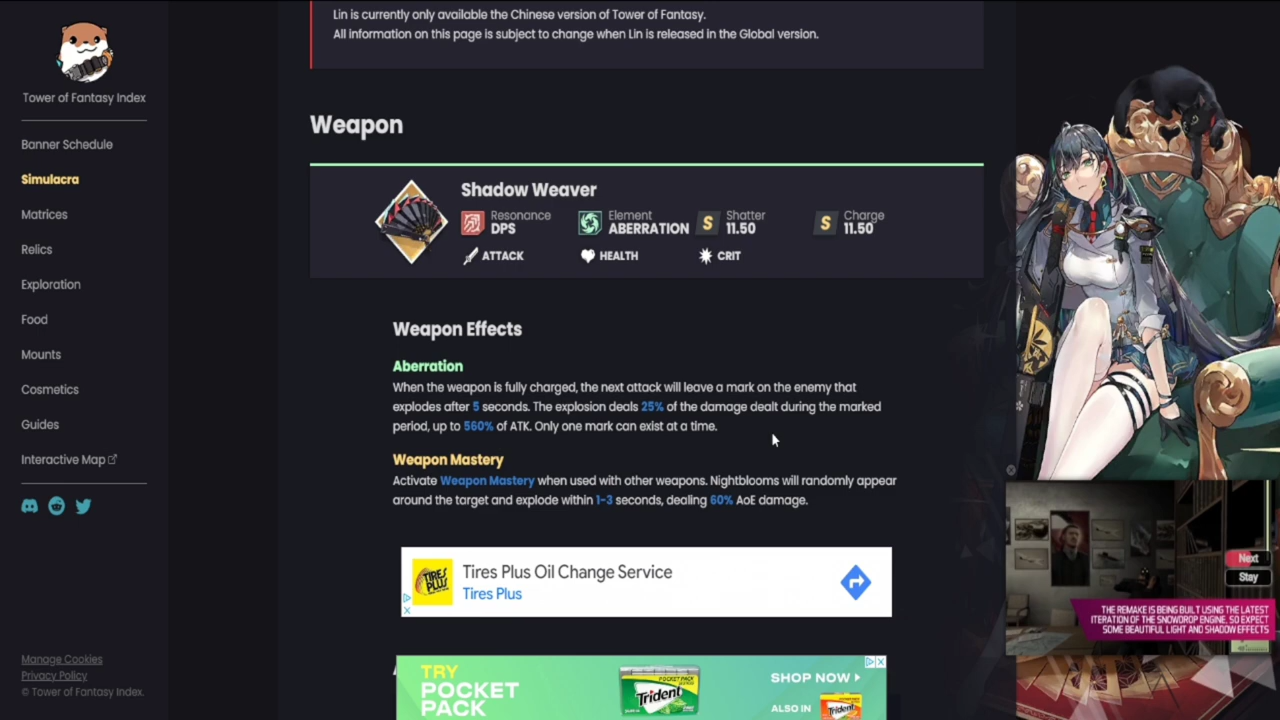 Lin is currently only available the Chinese version of Tower of Fantasy.
All information on this page is subject to change when Lin is released in the Global version.
Tower of Fantasy Index
Banner Schedule
Simulacra
Matrices
Relics
Exploration
Food
Mounts
Cosmetics
Guides
Interactive Map
Manage Cookies
Privacy Policy
© Tower of Fantasy Index.
Weapon
Shadow Weaver
Resonance
DPS
Element
ABERRATION
S
Shatter
11.50
S
Charge
11.50
ATTACK
HEALTH
CRIT
Weapon Effects
Aberration
When the weapon is fully charged, the next attack will leave a mark on the enemy that
explodes after 5 seconds. The explosion deals 25% of the damage dealt during the marked
period, up to 560% of ATK. Only one mark can exist at a time.
Weapon Mastery
Activate Weapon Mastery when used with other weapons. Nightblooms will randomly appear
around the target and explode within 1-3 seconds, dealing 60% AoE damage.
TIRES PLUS
Tires Plus Oil Change Service
Tires Plus
TRY
POCKET
PACK
POCKET PACK
Trident
SHOW NOW
ALSO IN
Trident
Next
Stay
THE REMAKE IS BEING BUILT USING THE LATEST
ITERATION OF THE SNOWDROP ENGINE, SO EXPECT
SOME BEAUTIFUL LIGHT AND SHADOW EFFECTS